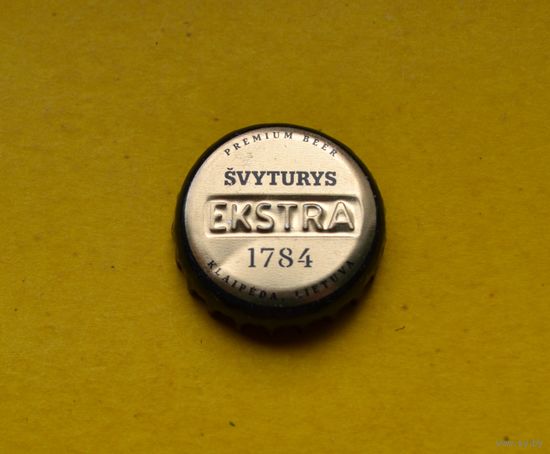 PREMIUM BEER
ŠVYTURYS
EKSTRA
1784
KLAIPĖDA, LIETUVA